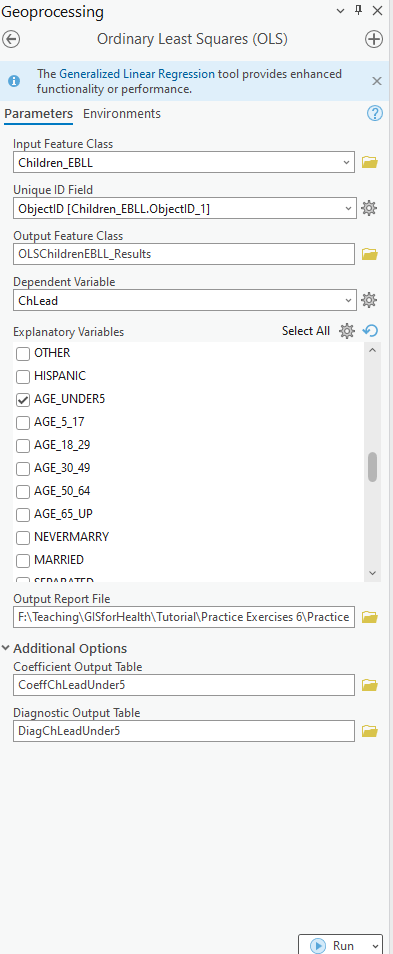 Geoprocessing
Ordinary Least Squares (OLS)
The Generalized Linear Regression tool provides enhanced
functionality or performance.
Parameters Environments
Input Feature Class
Children_EBLL
Unique ID Field
ObjectID [Children_EBLL.ObjectID_1]
Output Feature Class
OLSChildrenEBLL_Results
Dependent Variable
ChLead
Explanatory Variables Select All
OTHER
HISPANIC
AGE_UNDER5
AGE_5_17
AGE_18_29
AGE_30_49
AGE_50_64
AGE_65_UP
NEVERMARRY
MARRIED
SEPARATED
Output Report File
F:\Teaching\GISforHealth\Tutorial\Practice Exercises 6\Practice
Additional Options
Coefficient Output Table
CoeffChLeadUnder5
Diagnostic Output Table
DiagChLeadUnder5
Run